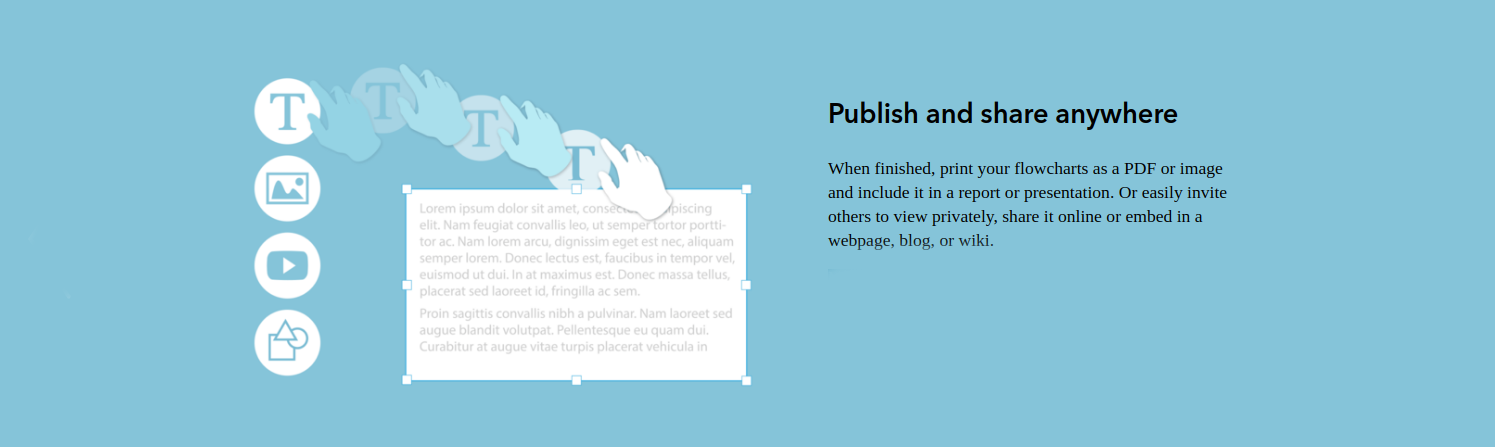 T
T
T
T
Lorem ipsum dolor sit amet, piscing
elit. Nam feugiat convallis leo, ut semper tortor portti-
tor ac. Nam lorem arcu, dignissim eget est nec, aliquam
semper lorem. Donec lectus est, faucibus in tempor vel,
euismod ut dui. In at maximus est. Donec massa tellus,
placerat sed laoreet id, fringilla ac sem.
Proin sagittis convallis nibh a pulvinar. Nam laoreet sed
augue blandit volutpat. Pellentesque eu quam dui.
Curabitur at augue vitae turpis placerat vehicula in
Publish and share anywhere
When finished, print your flowcharts as a PDF or image
and include it in a report or presentation. Or easily invite
others to view privately, share it online or embed in a
webpage, blog, or wiki.